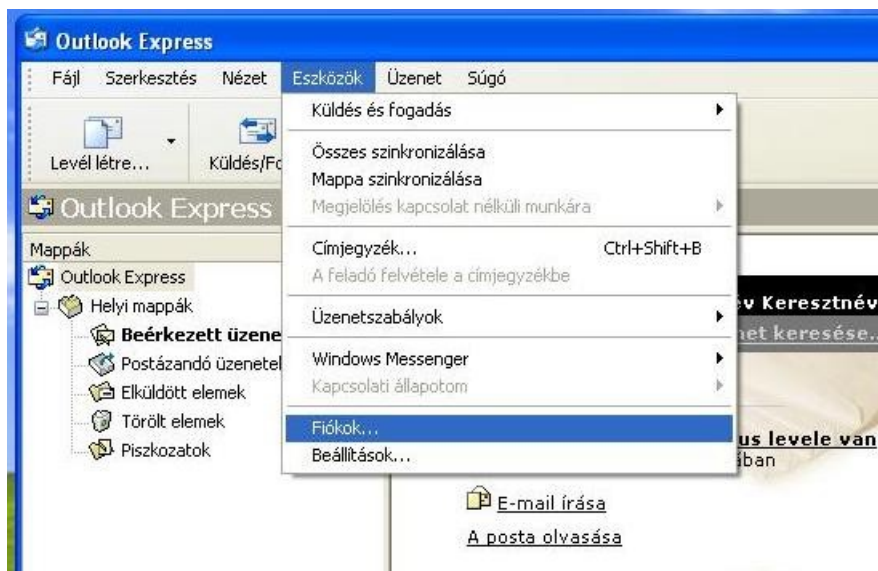 Outlook Express
Fájl Szerkesztés Nézet Eszközök Üzenet Súgó
Levél létre... Küldés/Fo
Outlook Express
Mappák
Outlook Express
Helyi mappák
Beérkezett üzene
Postázandó üzenetel
Elküldött elemek
Törölt elemek
Piszkozatok
Küldés és fogadás
Összes szinkronizálása
Mappa szinkronizálása
Megjelölés kapcsolat nélküli munkára
Címjegyzék... Ctrl+Shift+B
A feladó felvétele a címjegyzékbe
Üzenetszabályok
Windows Messenger
Kapcsolati állapotom
Fiókok...
Beállítások...
Keresztnév
keresése...
us levele van
ában
E-mail írása
A posta olvasása